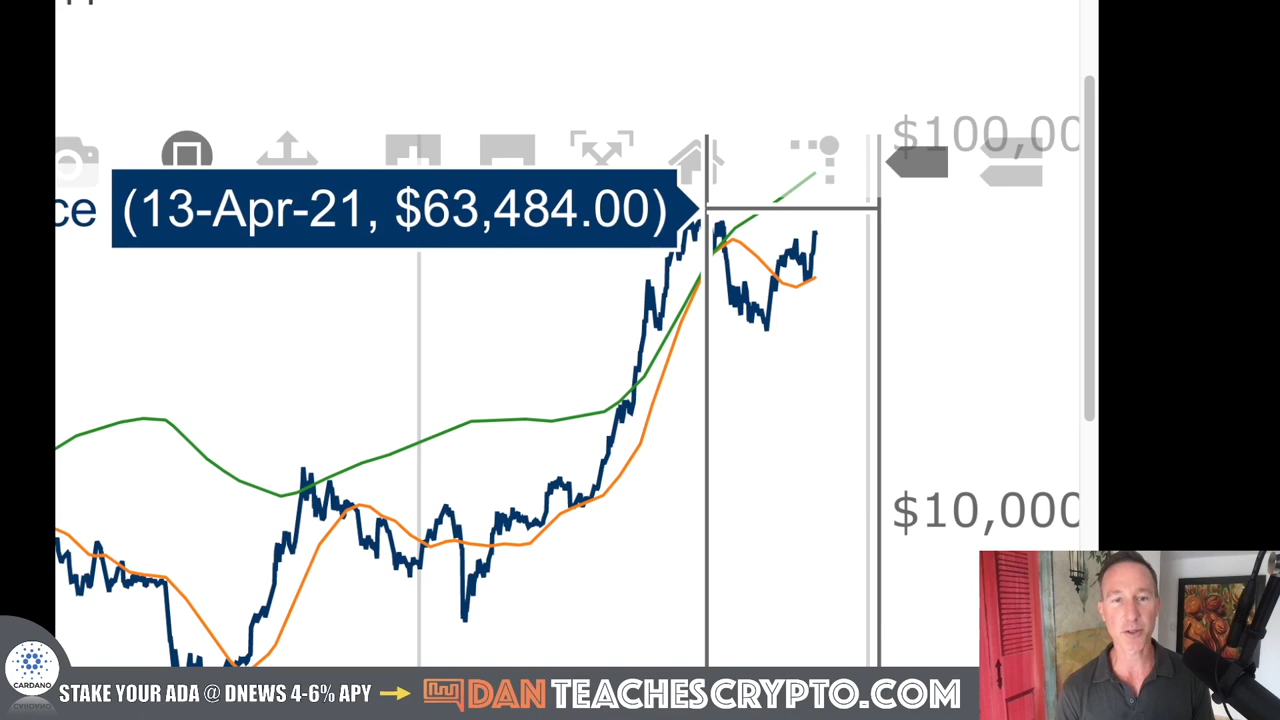 $100,00
ce (13-Apr-21, $63,484.00)
$10,000
CARDANO
STAKE YOUR ADA @ DNEWS 4-6% APY
DANTEACHESCRYPTO.COM